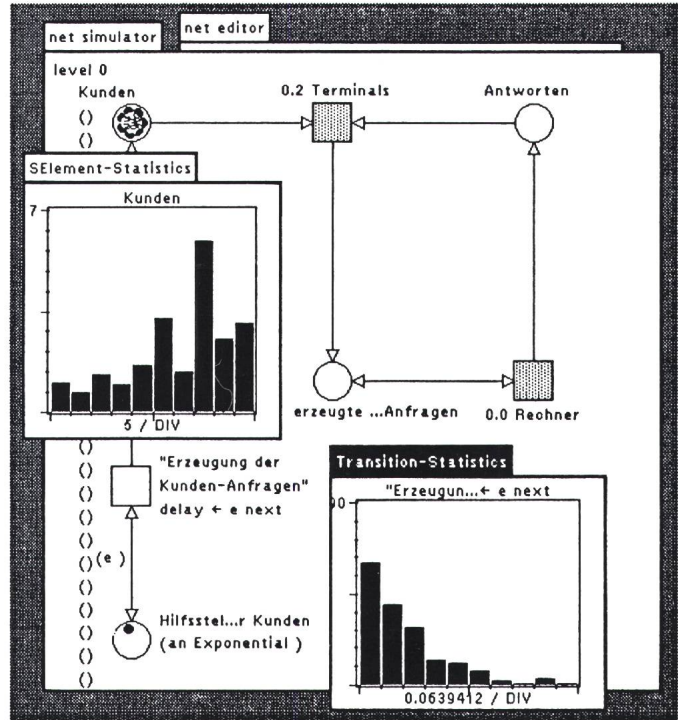 net simulator
net editor
level 0
Kunden
0.2 Terminals
Antworten
()
()
SElement-Statistics
Kunden
7
5 / DIV
erzeugte ...Anfragen
0.0 Rechner
()
()
()
()
()
(e )
()
()
()
()
()
()
"Erzeugung der
Kunden-Anfragen"
delay ← e next
Hilfsstel...r Kunden
(an Exponential )
Transition-Statistics
"Erzeugun...← e next
0.0639412 / DIV